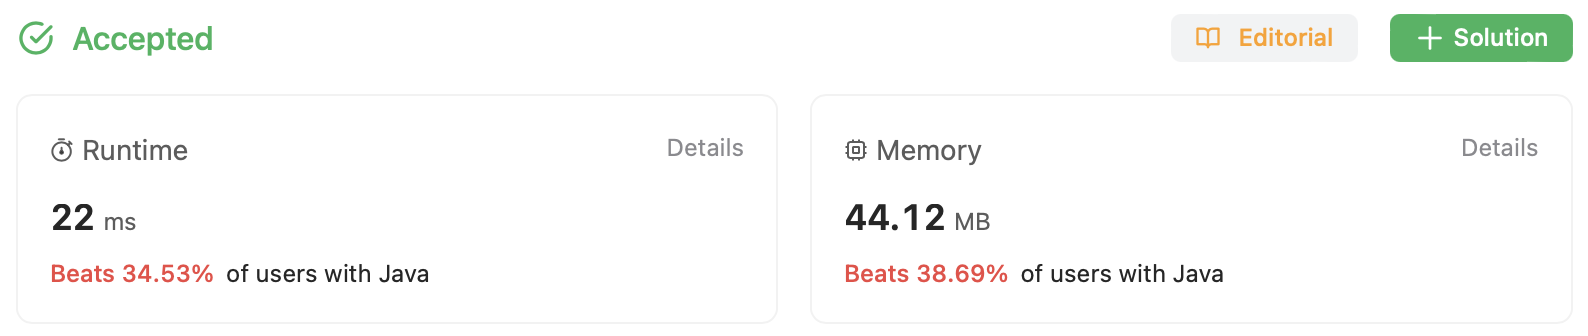 Accepted
Editorial
Solution
Runtime
Details
22 ms
Beats 34.53% of users with Java
Memory
Details
44.12 MB
Beats 38.69% of users with Java